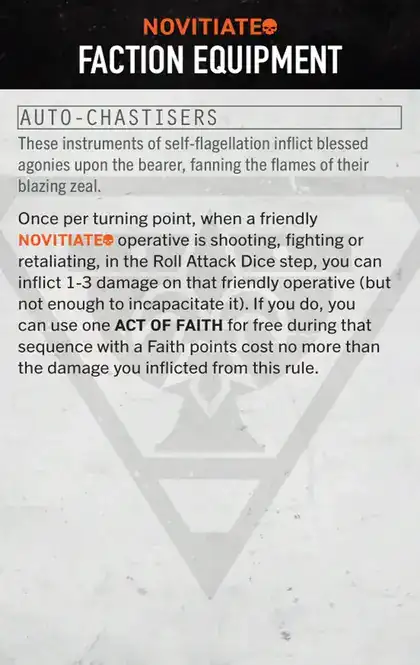 NOVITIATE
FACTION EQUIPMENT
AUTO-CHASTISERS
These instruments of self-flagellation inflict blessed
agonies upon the bearer, fanning the flames of their
blazing zeal.
Once per turning point, when a friendly
NOVITIATE operative is shooting, fighting or
retaliating, in the Roll Attack Dice step, you can
inflict 1-3 damage on that friendly operative (but
not enough to incapacitate it). If you do, you
can use one ACT OF FAITH for free during that
sequence with a Faith points cost no more than
the damage you inflicted from this rule.